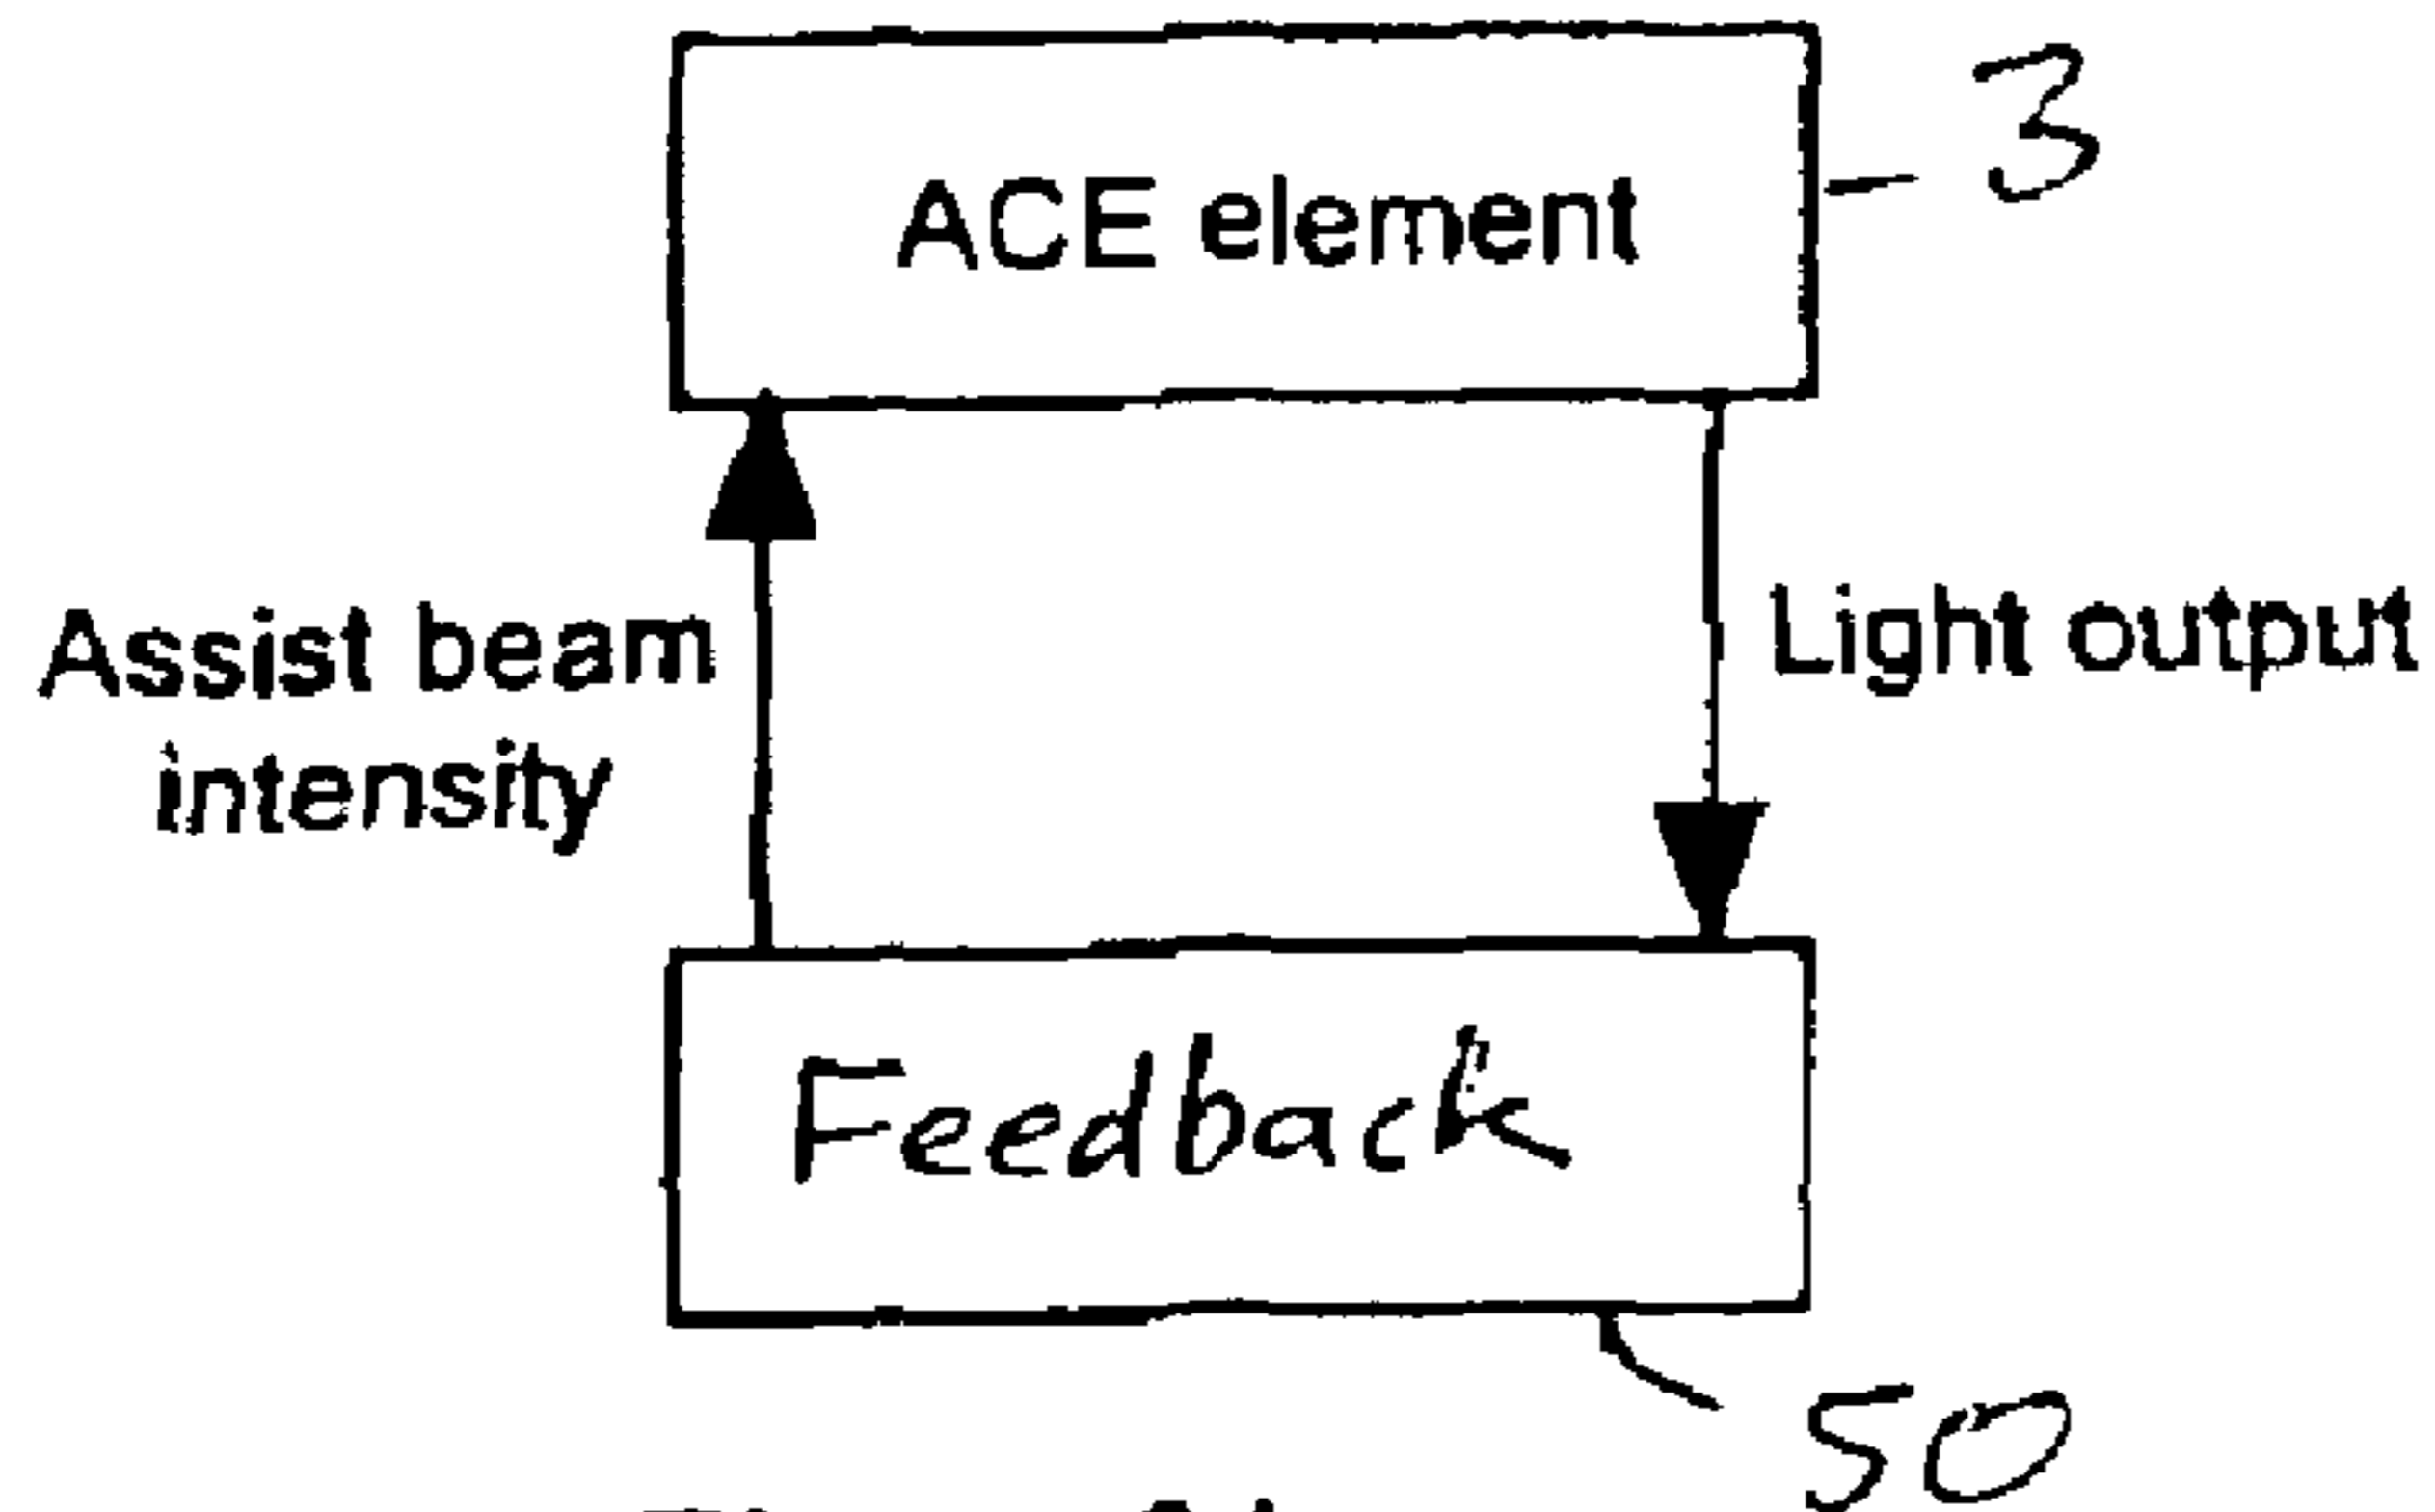 3
ACE element
Assist beam
intensity
Light output
Feedback
50